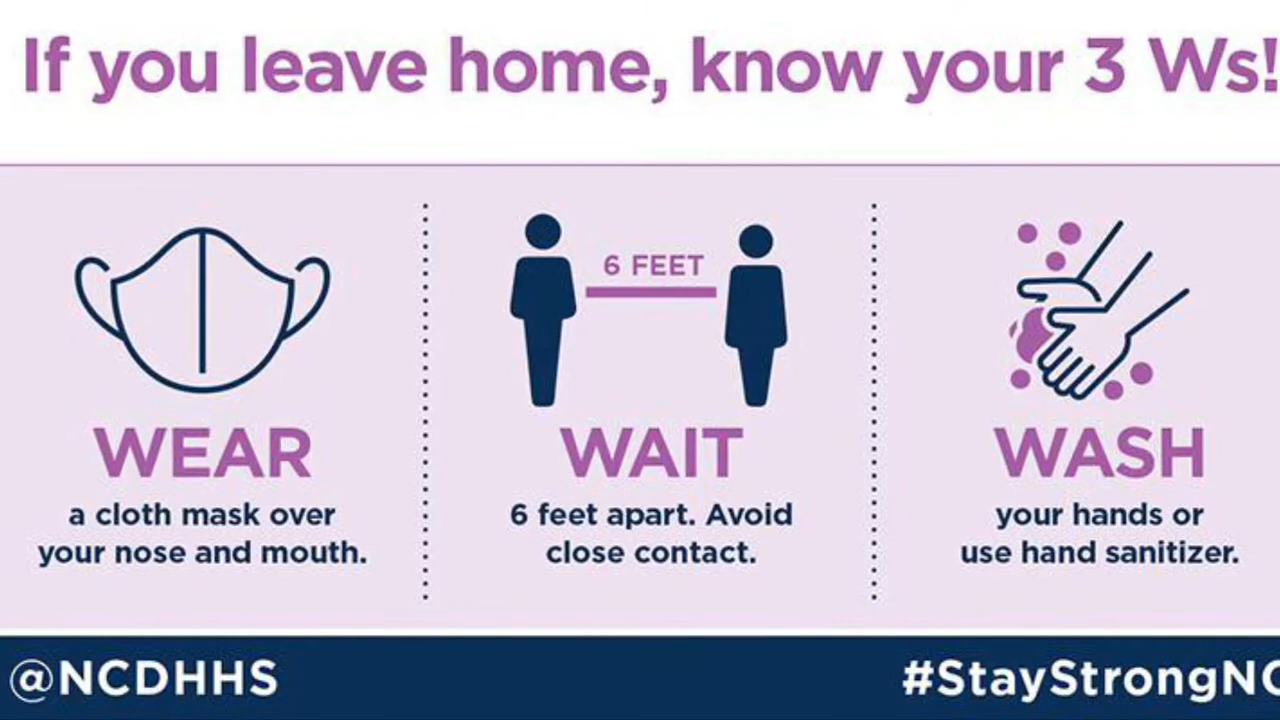 If you leave home, know your 3 Ws!
6 FEET
WEAR
a cloth mask over
your nose and mouth.
WAIT
6 feet apart. Avoid
close contact.
WASH
your hands or
use hand sanitizer.
@NCDHHS
#StayStrongNC